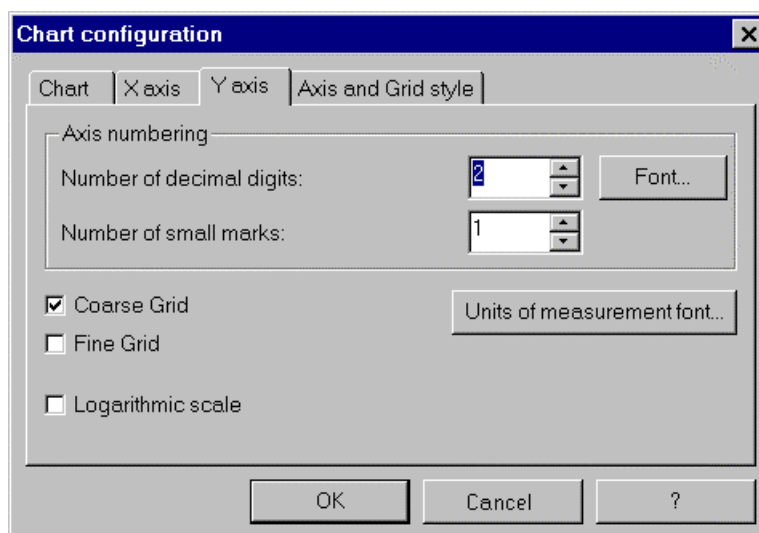 Chart configuration
Chart X axis Y axis Axis and Grid style
Axis numbering
Number of decimal digits: 2 Font...
Number of small marks: 1
Coarse Grid Units of measurement font...
Fine Grid
Logarithmic scale
OK Cancel ?